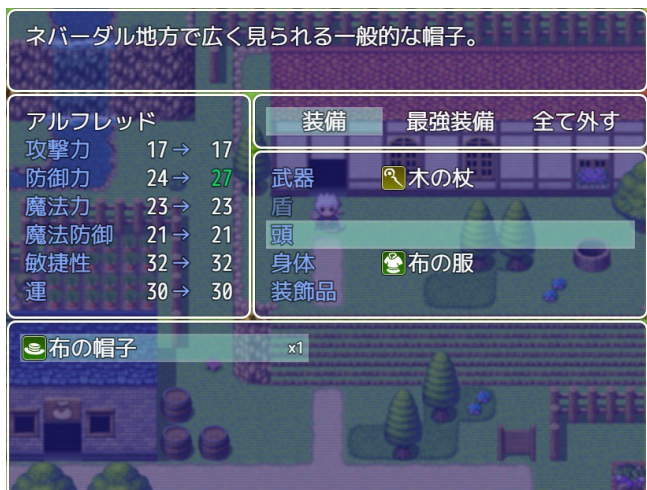 ネバーダル地方で広く見られる一般的な帽子。
アルフレッド
攻撃力 17→ 17
防御力 24→ 27
魔法力 23→ 23
魔法防御 21→ 21
敏捷性 32→ 32
運 30→ 30
装備 最強装備 全て外す
武器 木の杖
盾
頭
身体 布の服
装飾品
布の帽子 x1